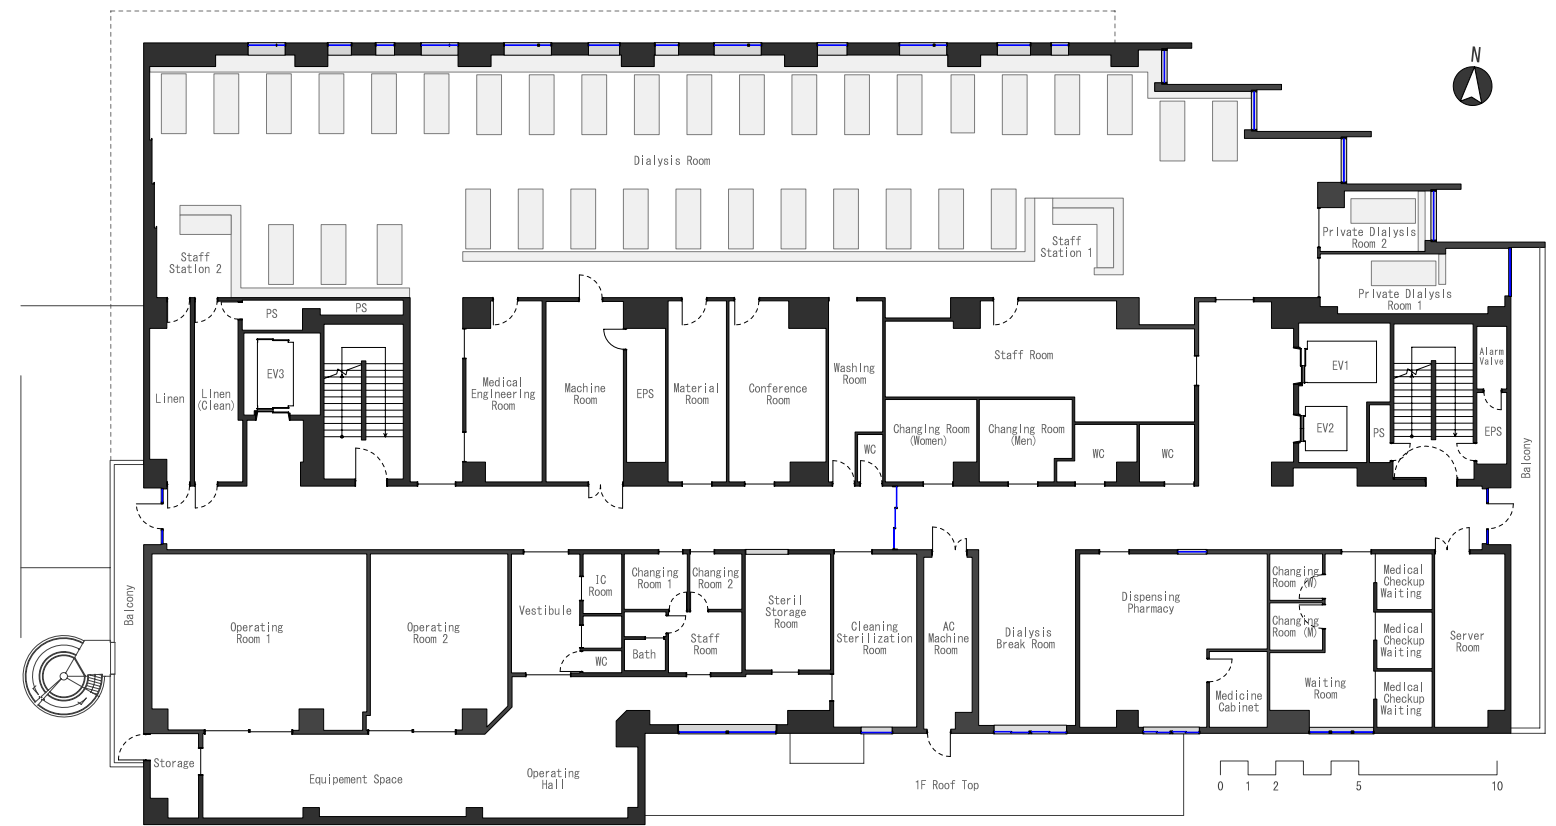 N
Dialysis Room
Private Dialysis
Room 2
Staff
Station 2
Staff
Station 1
Private Dialysis
Room 1
PS
PS
EV3
Linen
Linen
(Clean)
Medical
Engineering
Room
Machine
Room
EPS
Material
Room
Conference
Room
Washing
Room
WC
Staff Room
Changing Room
(Women)
Changing Room
(Men)
WC
WC
EV1
EV2
PS
Alarm
Valve
EPS
Balcony
Balcony
Operating
Room 1
Operating
Room 2
Vestibule
IC
Room
WC
Changing
Room 1
Changing
Room 2
Bath
Staff
Room
Steril
Storage
Room
Cleaning
Sterilization
Room
AC
Machine
Room
Dialysis
Break Room
Dispensing
Pharmacy
Medicine
Cabinet
Changing
Room (W)
Changing
Room (M)
Waiting
Room
Medical
Checkup
Waiting
Medical
Checkup
Waiting
Medical
Checkup
Waiting
Server
Room
Storage
Equipement Space
Operating
Hall
1F Roof Top
0 1 2 5 10